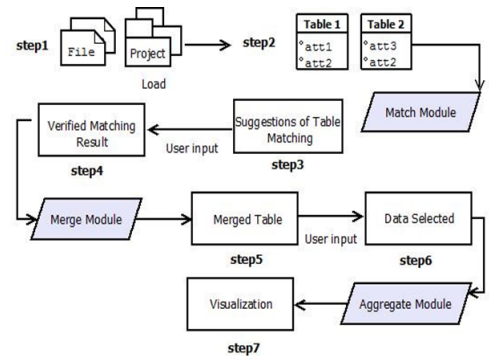 step1
File
Project
Load
step2
Table 1
°att1
°att2
Table 2
°att3
°att2
Match Module
Suggestions of Table
Matching
step3
User input
Verified Matching
Result
step4
Merge Module
Merged Table
step5
User input
Data Selected
step6
Aggregate Module
Visualization
step7